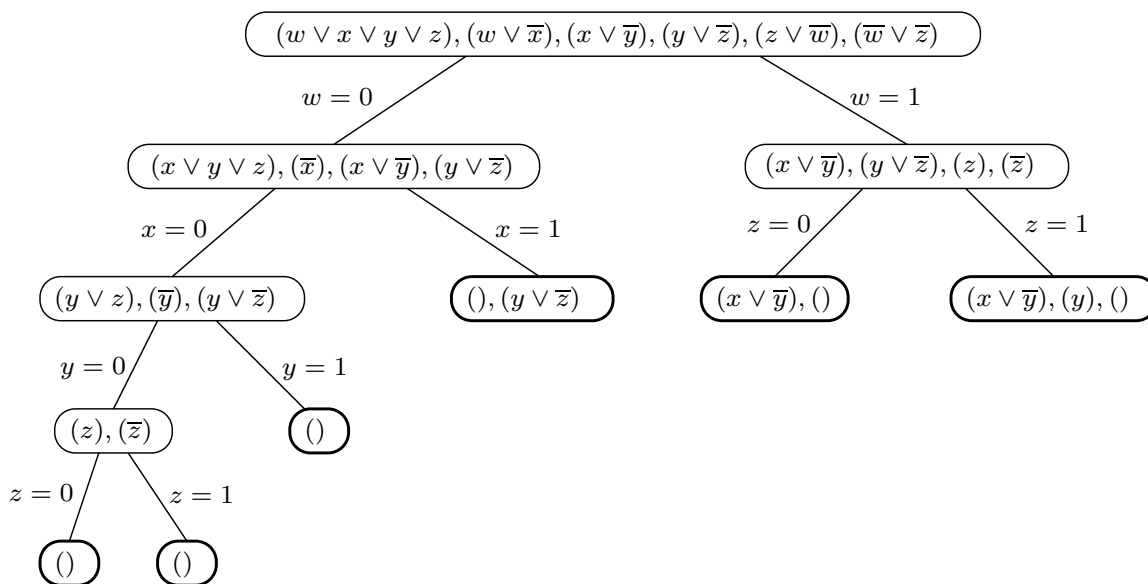 (w ∨ x ∨ y ∨ z), (w ∨ x̅), (x ∨ y̅), (y ∨ z̅), (z ∨ w̅), (w̅ ∨ z̅)
w = 0
w = 1
(x ∨ y ∨ z), (x̅), (x ∨ y̅), (y ∨ z̅)
(x ∨ y̅), (y ∨ z̅), (z), (z̅)
x = 0
x = 1
z = 0
z = 1
(y ∨ z), (y̅), (y ∨ z̅)
(), (y ∨ z̅)
(x ∨ y̅), ()
(x ∨ y̅), (y), ()
y = 0
y = 1
(z), (z̅)
()
z = 0
z = 1
()
()